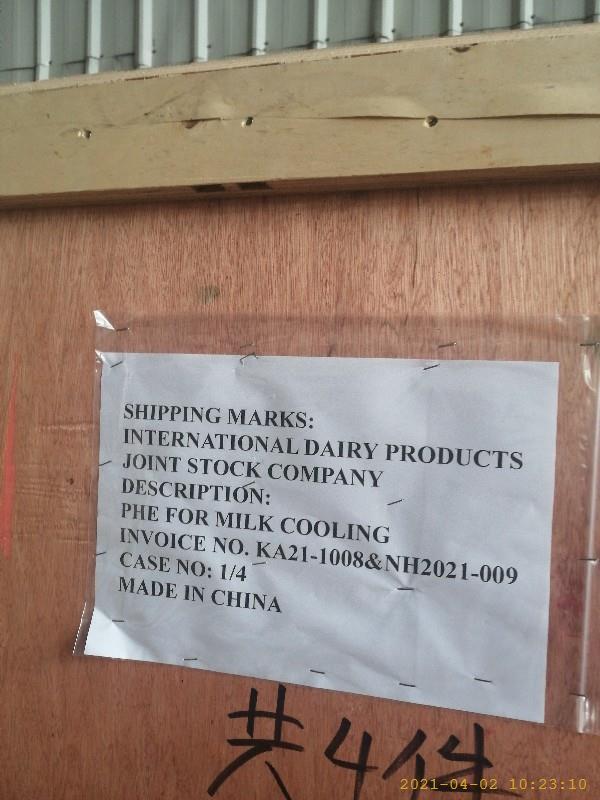 SHIPPING MARKS:
INTERNATIONAL DAIRY PRODUCTS
JOINT STOCK COMPANY
DESCRIPTION:
PHE FOR MILK COOLING
INVOICE NO. KA21-1008&NH2021-009
CASE NO: 1/4
MADE IN CHINA
共4件
2021-04-02 10:23:10